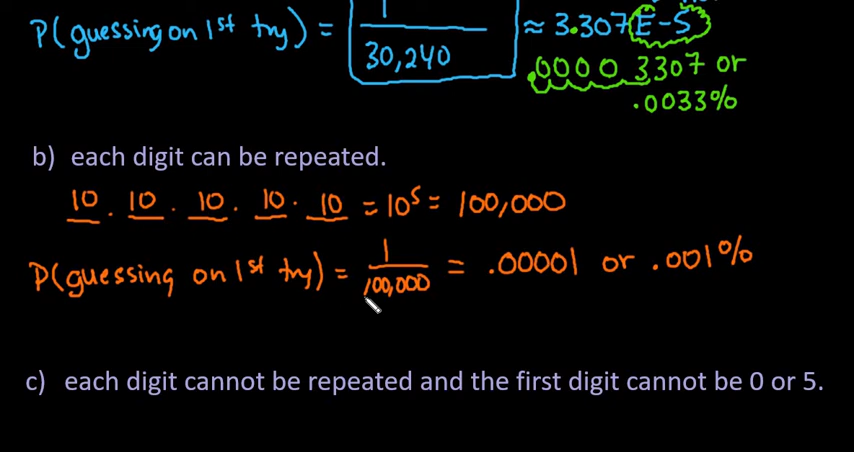 P(guessing on 1st try) = 1/30,240 ≈ 3.307E-5
.00003307 or
.0033%
b) each digit can be repeated.
10 . 10 . 10 . 10 . 10 = 10⁵ = 100,000
P(guessing on 1st try) = 1/100,000 = .00001 or .001%
c) each digit cannot be repeated and the first digit cannot be 0 or 5.